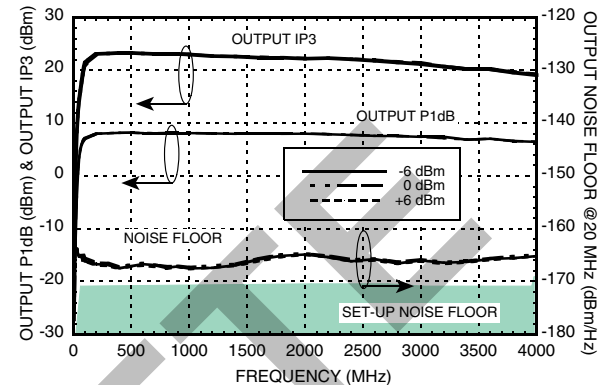 OUTPUT P1dB (dBm) & OUTPUT IP3 (dBm)
30
20
10
0
-10
-20
-30
OUTPUT IP3
OUTPUT P1dB
-6 dBm
0 dBm
+6 dBm
NOISE FLOOR
SET-UP NOISE FLOOR
-120
-130
-140
-150
-160
-170
-180
OUTPUT NOISE FLOOR @20 MHz (dBm/Hz)
0
500
1000
1500
2000
2500
3000
3500
4000
FREQUENCY (MHz)